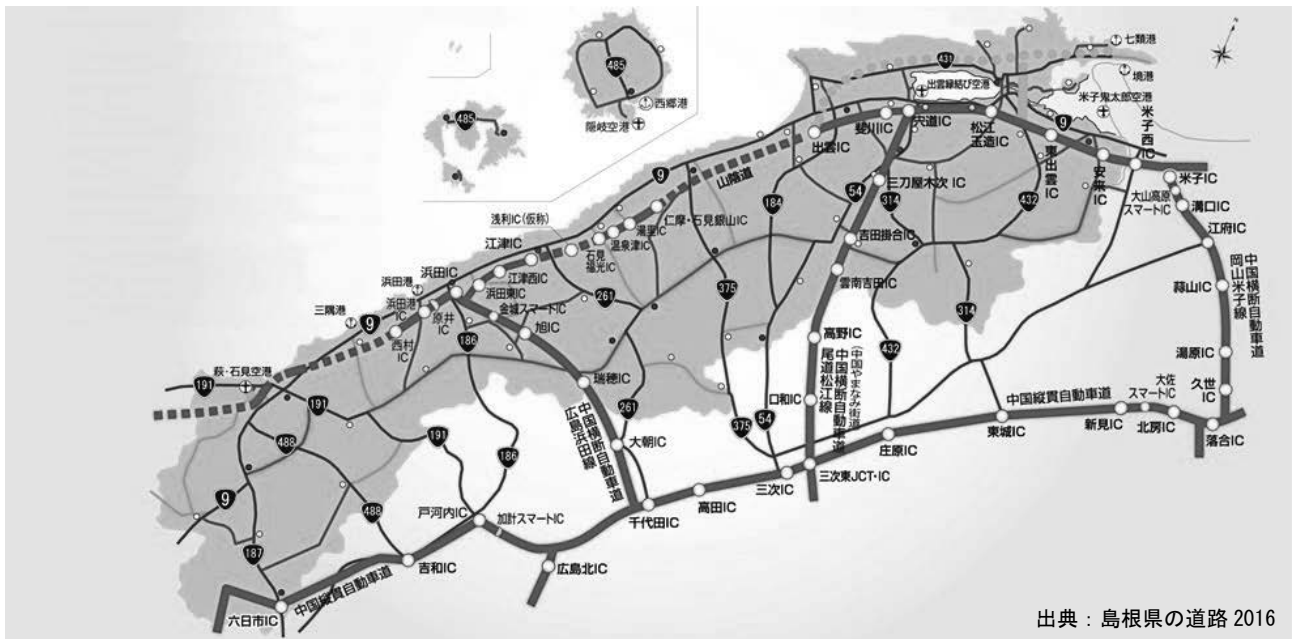 485
485
西郷港
隠岐空港
七類港
431
境港
出雲縁結び空港
米子鬼太郎空港
9
米子西IC
斐川IC
宍道IC
松江玉造IC
東出雲IC
安来IC
米子IC
出雲IC
山陰道
9
大山高原スマートIC
溝口IC
江府IC
三刀屋木次 IC
54
314
184
432
仁摩・石見銀山IC
湯里IC
温泉津IC
石見福光IC
浅利IC(仮称)
江津IC
江津西IC
吉田掛合IC
雲南吉田IC
中国横断自動車道
岡山米子線
蒜山IC
浜田IC
浜田港
浜田東IC
金城スマートIC
旭IC
261
375
314
高野IC
三隅港
9
浜田港IC
原井IC
西村IC
186
432
湯原IC
(中国やまなみ街道)
中国横断自動車道
尾道松江線
萩・石見空港
191
191
瑞穂IC
261
口和IC
中国縦貫自動車道
大佐スマートIC
久世IC
中国横断自動車道
広島浜田線
375
54
東城IC
新見IC
北房IC
落合IC
488
191
186
大朝IC
庄原IC
三次IC
三次東JCT・IC
9
488
戸河内IC
加計スマートIC
千代田IC
高田IC
187
吉和IC
広島北IC
中国縦貫自動車道
六日市IC
出典：島根県の道路 2016